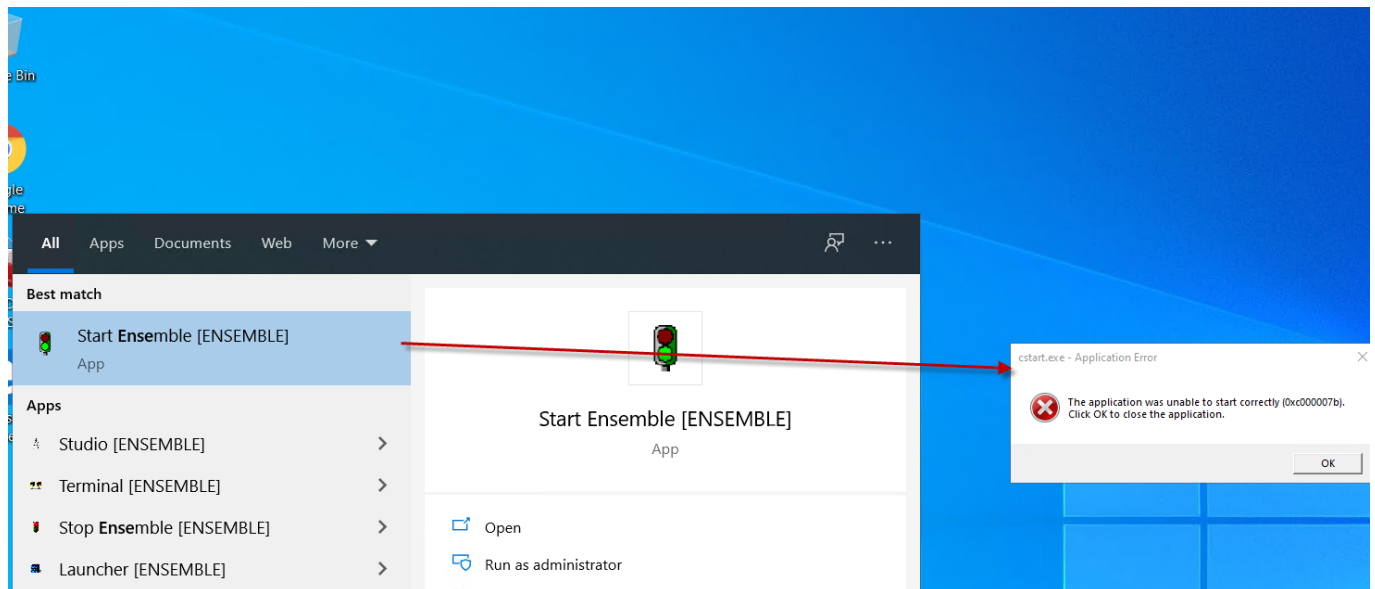 Bin
All Apps Documents Web More
Best match
Start Ensemble [ENSEMBLE]
App
Apps
Studio [ENSEMBLE]
Terminal [ENSEMBLE]
Stop Ensemble [ENSEMBLE]
Launcher [ENSEMBLE]
Start Ensemble [ENSEMBLE]
App
Open
Run as administrator
cstart.exe - Application Error
The application was unable to start correctly (0xc000007b).
Click OK to close the application.
OK